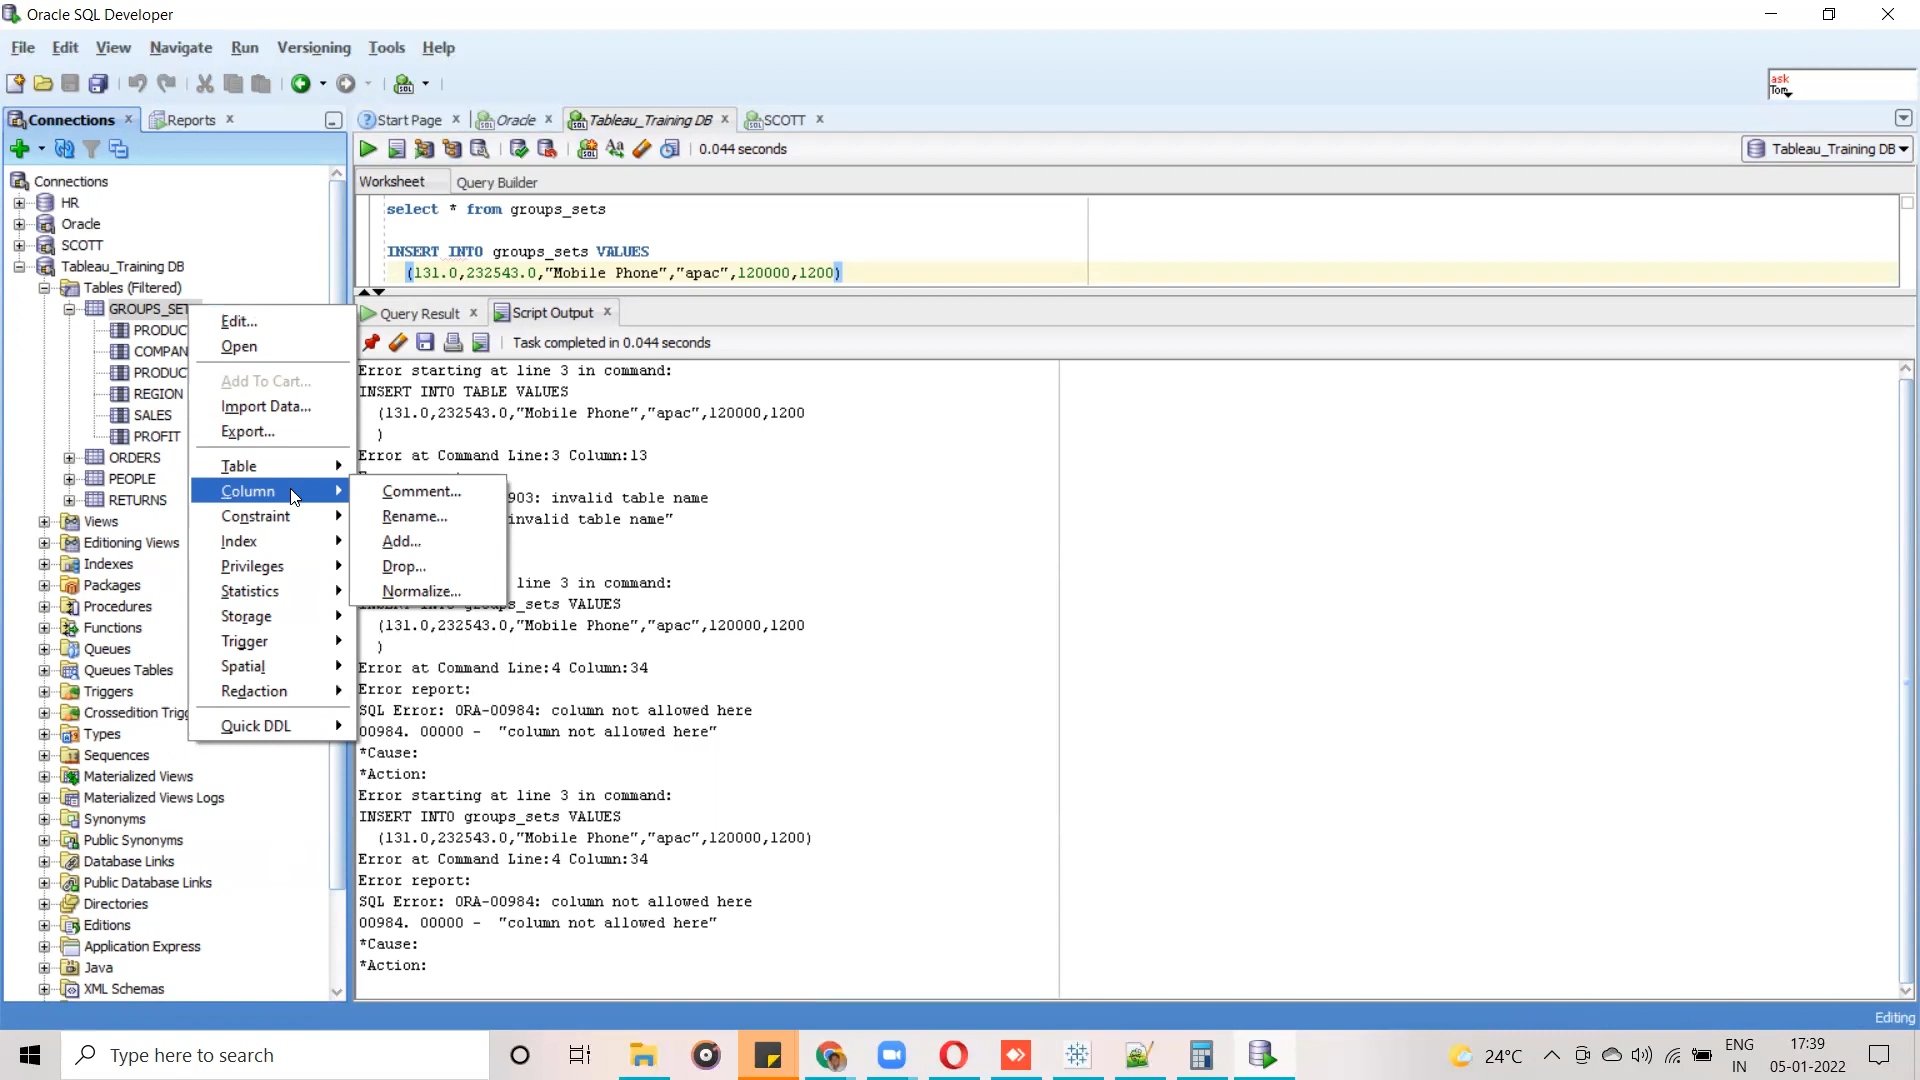 Oracle SQL Developer
File Edit View Navigate Run Versioning Tools Help
ask
Tom
Connections Reports
Start Page Oracle Tableau_Training DB SCOTT
0.044 seconds
Tableau_Training DB
Worksheet Query Builder
Connections
HR
Oracle
SCOTT
Tableau_Training DB
Tables (Filtered)
GROUPS_SET
PRODUC
COMPAN
PRODUC
REGION
SALES
PROFIT
ORDERS
PEOPLE
RETURNS
Views
Editioning Views
Indexes
Packages
Procedures
Functions
Queues
Queues Tables
Triggers
Crossedition Trigg
Types
Sequences
Materialized Views
Materialized Views Logs
Synonyms
Public Synonyms
Database Links
Public Database Links
Directories
Editions
Application Express
Java
XML Schemas
Edit...
Open
Add To Cart...
Import Data...
Export...
Table
Column
Constraint
Index
Privileges
Statistics
Storage
Trigger
Spatial
Redaction
Quick DDL
Comment...
Rename...
Add...
Drop...
Normalize...
select * from groups_sets
INSERT INTO groups_sets VALUES
(131.0,232543.0,"Mobile Phone","apac",120000,1200)
Query Result Script Output
Task completed in 0.044 seconds
Error starting at line 3 in command:
INSERT INTO TABLE VALUES
(131.0,232543.0,"Mobile Phone","apac",120000,1200
)
Error at Command Line:3 Column:13
903: invalid table name
invalid table name"
line 3 in command:
groups_sets VALUES
(131.0,232543.0,"Mobile Phone","apac",120000,1200
)
Error at Command Line:4 Column:34
Error report:
SQL Error: ORA-00984: column not allowed here
00984. 00000 - "column not allowed here"
*Cause:
*Action:
Error starting at line 3 in command:
INSERT INTO groups_sets VALUES
(131.0,232543.0,"Mobile Phone","apac",120000,1200)
Error at Command Line:4 Column:34
Error report:
SQL Error: ORA-00984: column not allowed here
00984. 00000 - "column not allowed here"
*Cause:
*Action:
Editing
Type here to search
24°C
ENG
IN
17:39
05-01-2022